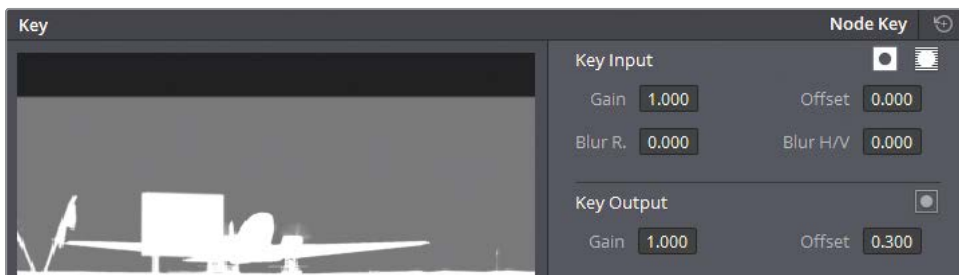 Key Node Key
Key Input
Gain 1.000 Offset 0.000
Blur R. 0.000 Blur H/V 0.000
Key Output
Gain 1.000 Offset 0.300